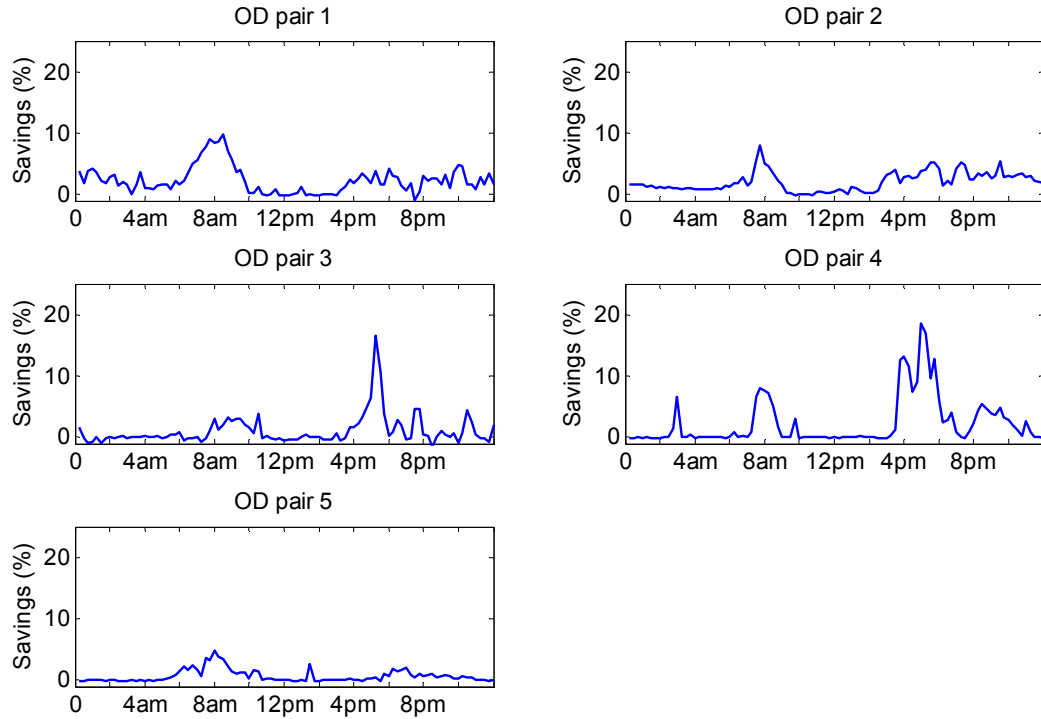 OD pair 1
Savings (%)
20
10
0
0 4am 8am 12pm 4pm 8pm
OD pair 2
Savings (%)
20
10
0
0 4am 8am 12pm 4pm 8pm
OD pair 3
Savings (%)
20
10
0
0 4am 8am 12pm 4pm 8pm
OD pair 4
Savings (%)
20
10
0
0 4am 8am 12pm 4pm 8pm
OD pair 5
Savings (%)
20
10
0
0 4am 8am 12pm 4pm 8pm